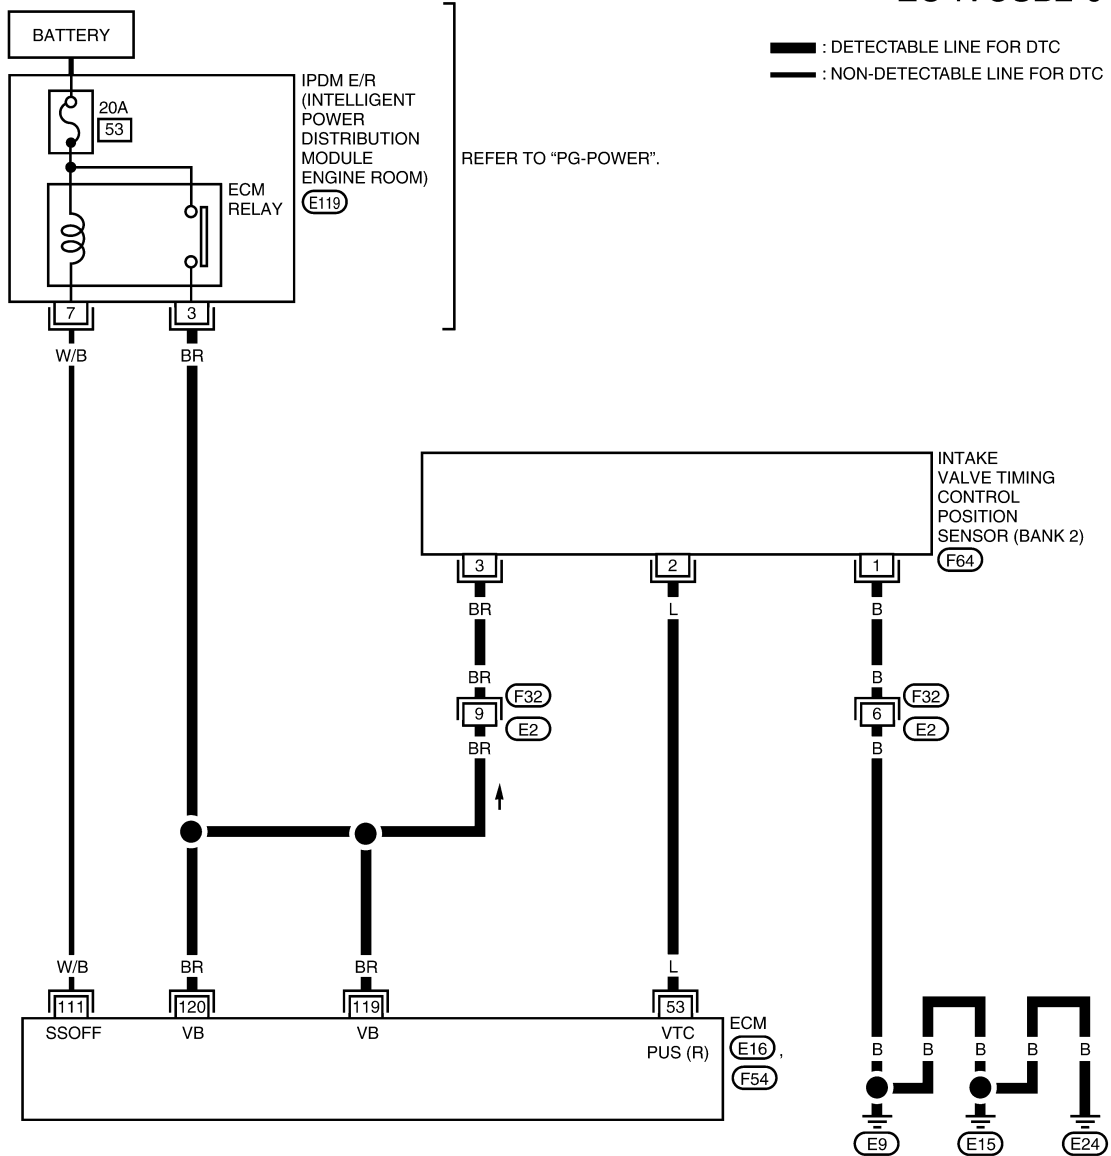 BATTERY
: DETECTABLE LINE FOR DTC
: NON-DETECTABLE LINE FOR DTC
20A
53
IPDM E/R
(INTELLIGENT
POWER
DISTRIBUTION
MODULE
ENGINE ROOM)
E119
REFER TO “PG-POWER”.
ECM
RELAY
7
3
W/B
BR
INTAKE
VALVE TIMING
CONTROL
POSITION
SENSOR (BANK 2)
F64
3
2
1
BR
L
B
BR
B
F32
F32
9
6
E2
E2
BR
B
W/B
BR
BR
L
111
120
119
53
SSOFF
VB
VB
VTC
PUS (R)
ECM
E16 ,
F54
B
B
B
B
B
E9
E15
E24